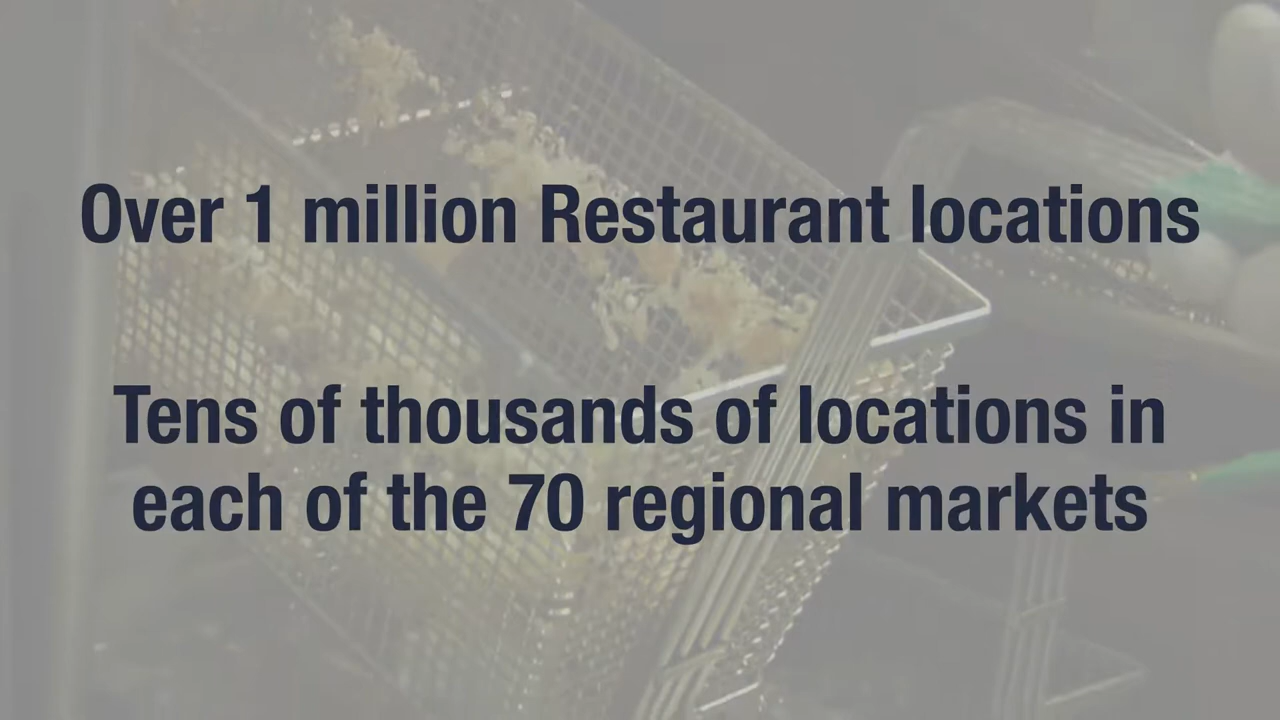 Over 1 million Restaurant locations
Tens of thousands of locations in
each of the 70 regional markets